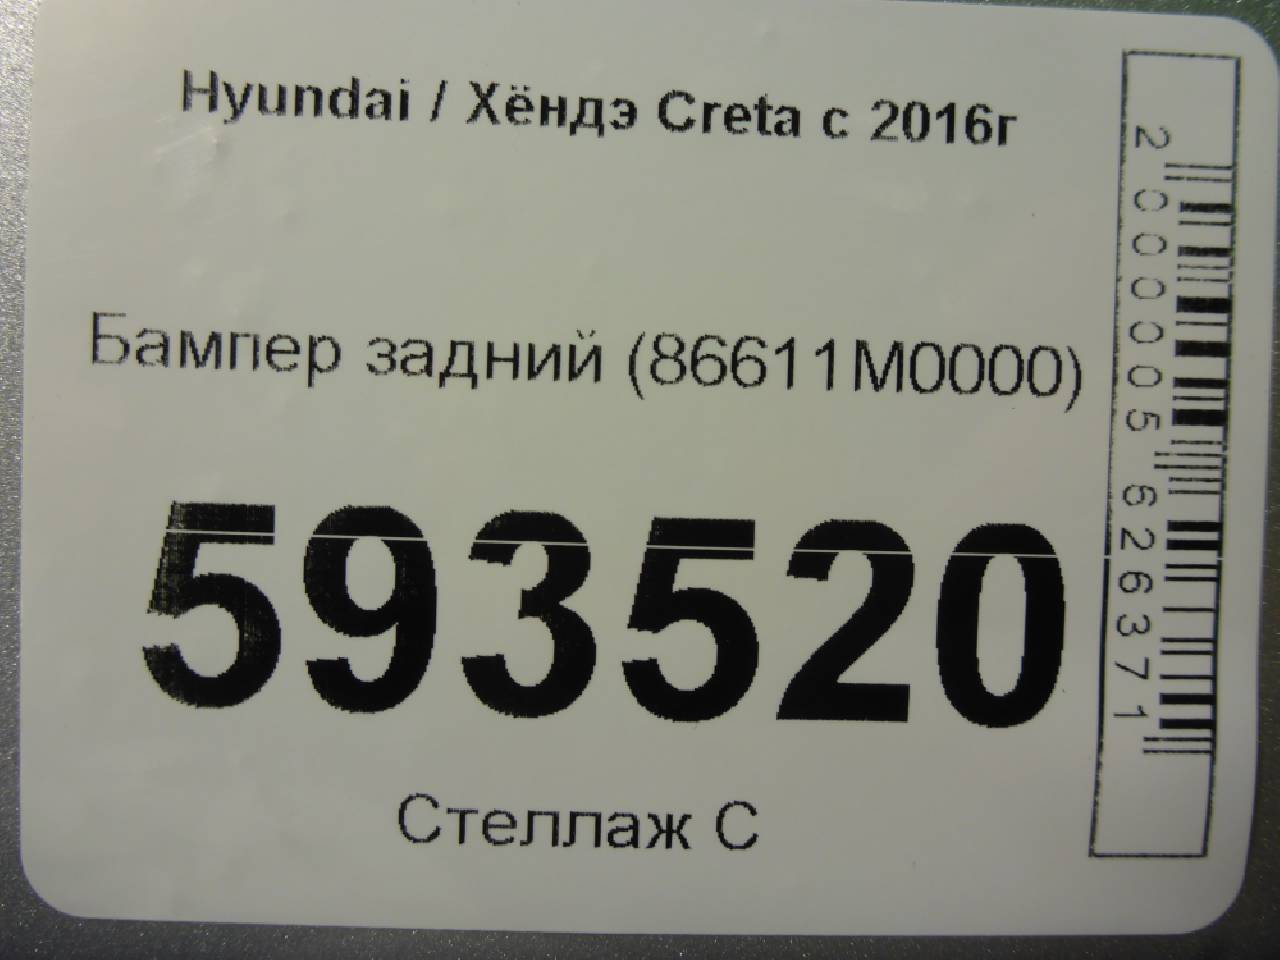 Hyundai / Хёндэ Creta с 2016г
Бампер задний (86611M0000)
593520
Стеллаж С
2000005626371